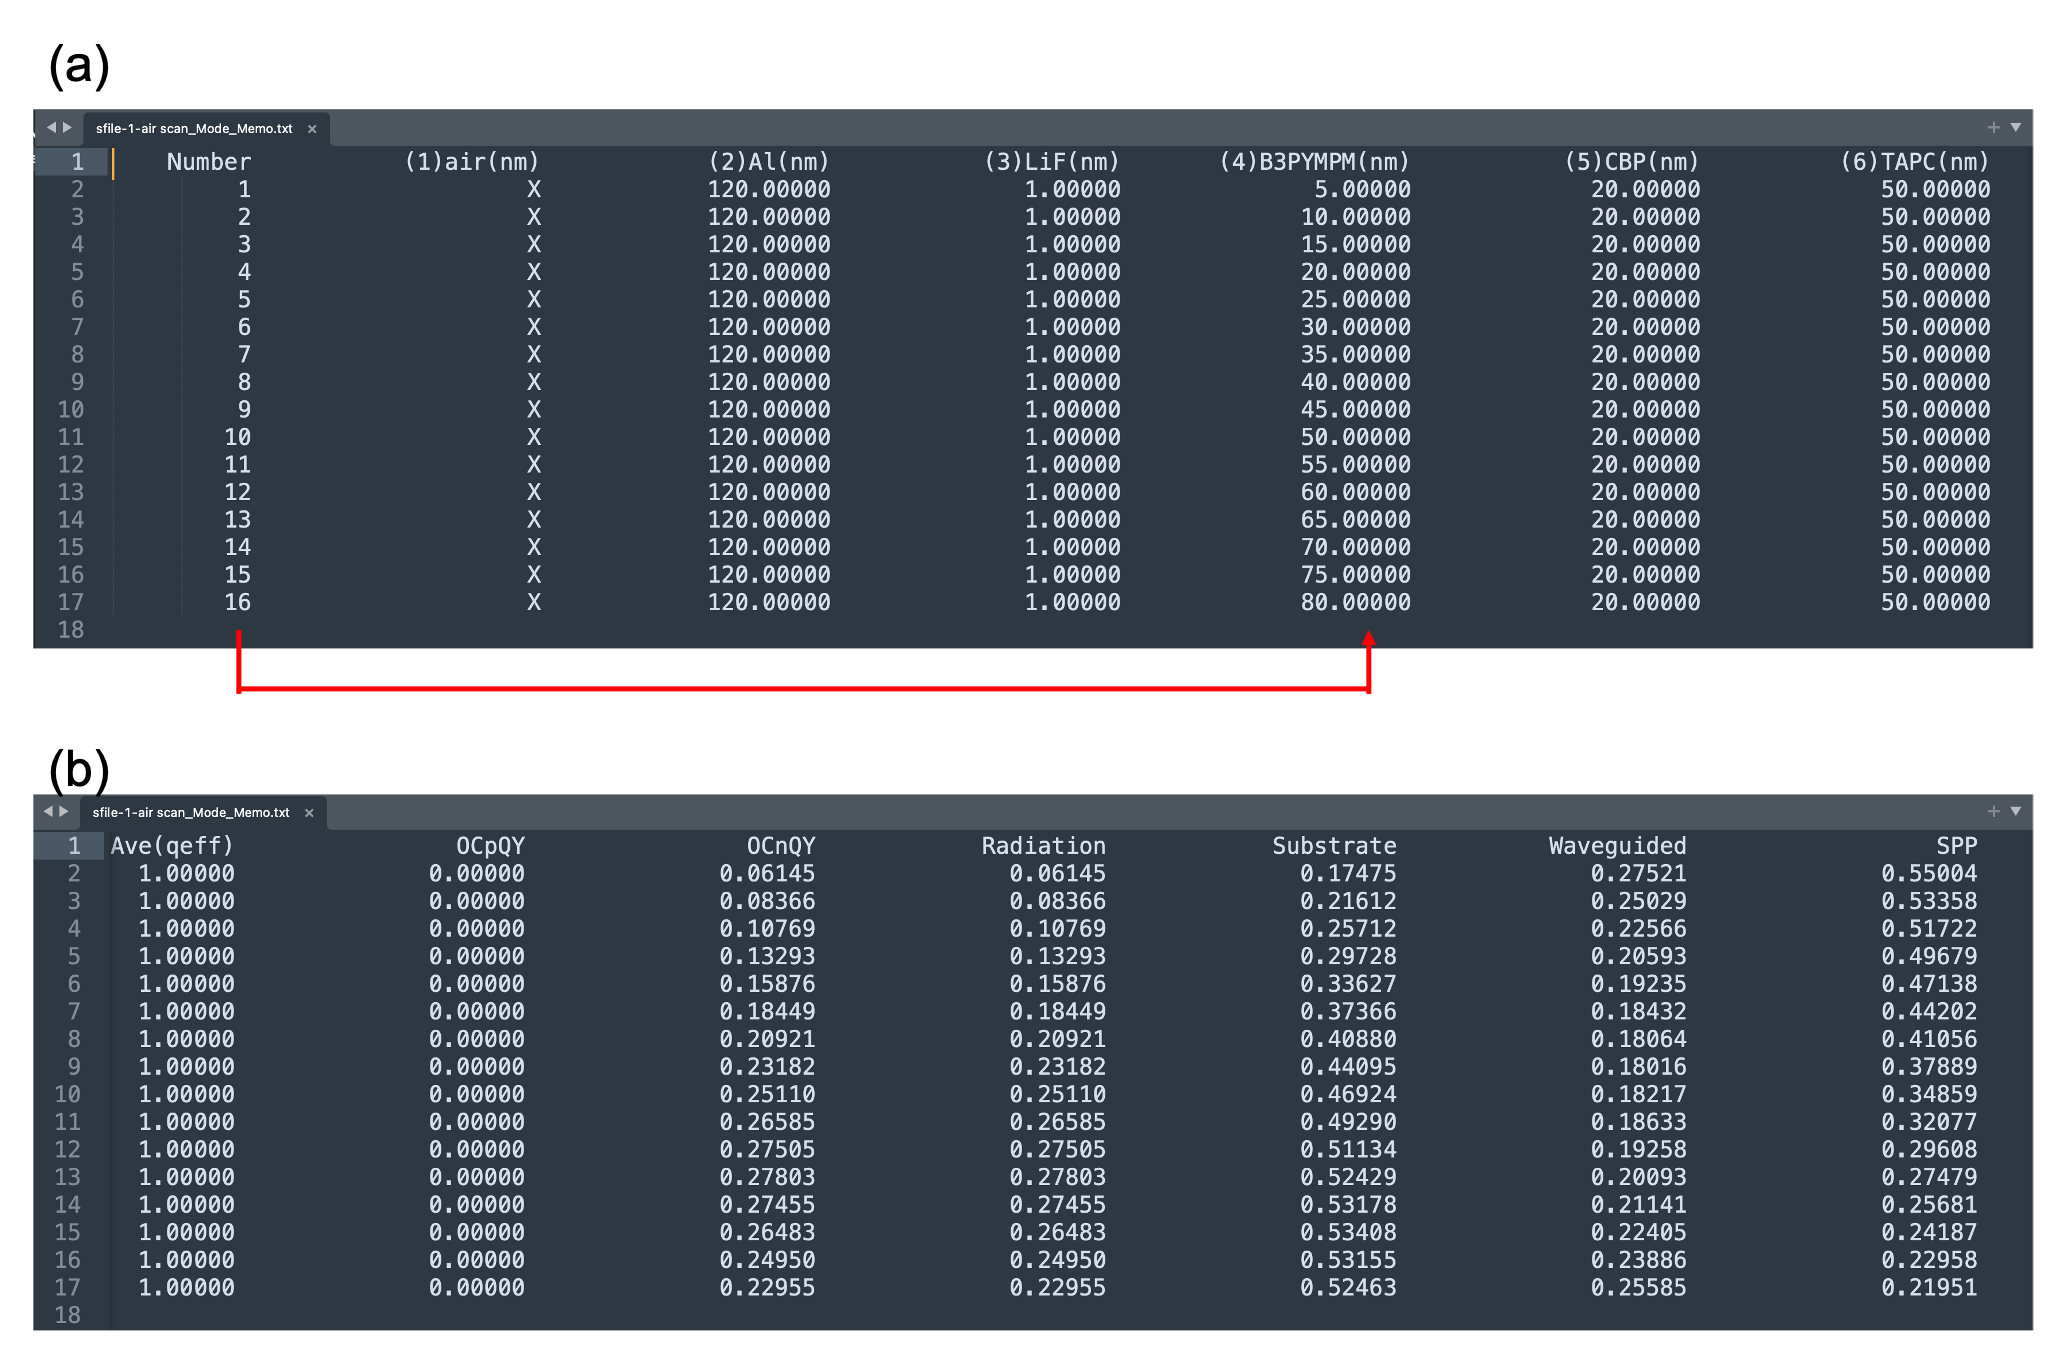 (a)
sfile-1-air scan_Mode_Memo.txt ×
1 Number (1)air(nm) (2)Al(nm) (3)LiF(nm) (4)B3PYMPM(nm) (5)CBP(nm) (6)TAPC(nm)
2 1 X 120.00000 1.00000 5.00000 20.00000 50.00000
3 2 X 120.00000 1.00000 10.00000 20.00000 50.00000
4 3 X 120.00000 1.00000 15.00000 20.00000 50.00000
5 4 X 120.00000 1.00000 20.00000 20.00000 50.00000
6 5 X 120.00000 1.00000 25.00000 20.00000 50.00000
7 6 X 120.00000 1.00000 30.00000 20.00000 50.00000
8 7 X 120.00000 1.00000 35.00000 20.00000 50.00000
9 8 X 120.00000 1.00000 40.00000 20.00000 50.00000
10 9 X 120.00000 1.00000 45.00000 20.00000 50.00000
11 10 X 120.00000 1.00000 50.00000 20.00000 50.00000
12 11 X 120.00000 1.00000 55.00000 20.00000 50.00000
13 12 X 120.00000 1.00000 60.00000 20.00000 50.00000
14 13 X 120.00000 1.00000 65.00000 20.00000 50.00000
15 14 X 120.00000 1.00000 70.00000 20.00000 50.00000
16 15 X 120.00000 1.00000 75.00000 20.00000 50.00000
17 16 X 120.00000 1.00000 80.00000 20.00000 50.00000
18
(b)
sfile-1-air scan_Mode_Memo.txt ×
1 Ave(qeff) OCpQY OCnQY Radiation Substrate Waveguided SPP
2 1.00000 0.00000 0.06145 0.06145 0.17475 0.27521 0.55004
3 1.00000 0.00000 0.08366 0.08366 0.21612 0.25029 0.53358
4 1.00000 0.00000 0.10769 0.10769 0.25712 0.22566 0.51722
5 1.00000 0.00000 0.13293 0.13293 0.29728 0.20593 0.49679
6 1.00000 0.00000 0.15876 0.15876 0.33627 0.19235 0.47138
7 1.00000 0.00000 0.18449 0.18449 0.37366 0.18432 0.44202
8 1.00000 0.00000 0.20921 0.20921 0.40880 0.18064 0.41056
9 1.00000 0.00000 0.23182 0.23182 0.44095 0.18016 0.37889
10 1.00000 0.00000 0.25110 0.25110 0.46924 0.18217 0.34859
11 1.00000 0.00000 0.26585 0.26585 0.49290 0.18633 0.32077
12 1.00000 0.00000 0.27505 0.27505 0.51134 0.19258 0.29608
13 1.00000 0.00000 0.27803 0.27803 0.52429 0.20093 0.27479
14 1.00000 0.00000 0.27455 0.27455 0.53178 0.21141 0.25681
15 1.00000 0.00000 0.26483 0.26483 0.53408 0.22405 0.24187
16 1.00000 0.00000 0.24950 0.24950 0.53155 0.23886 0.22958
17 1.00000 0.00000 0.22955 0.22955 0.52463 0.25585 0.21951
18